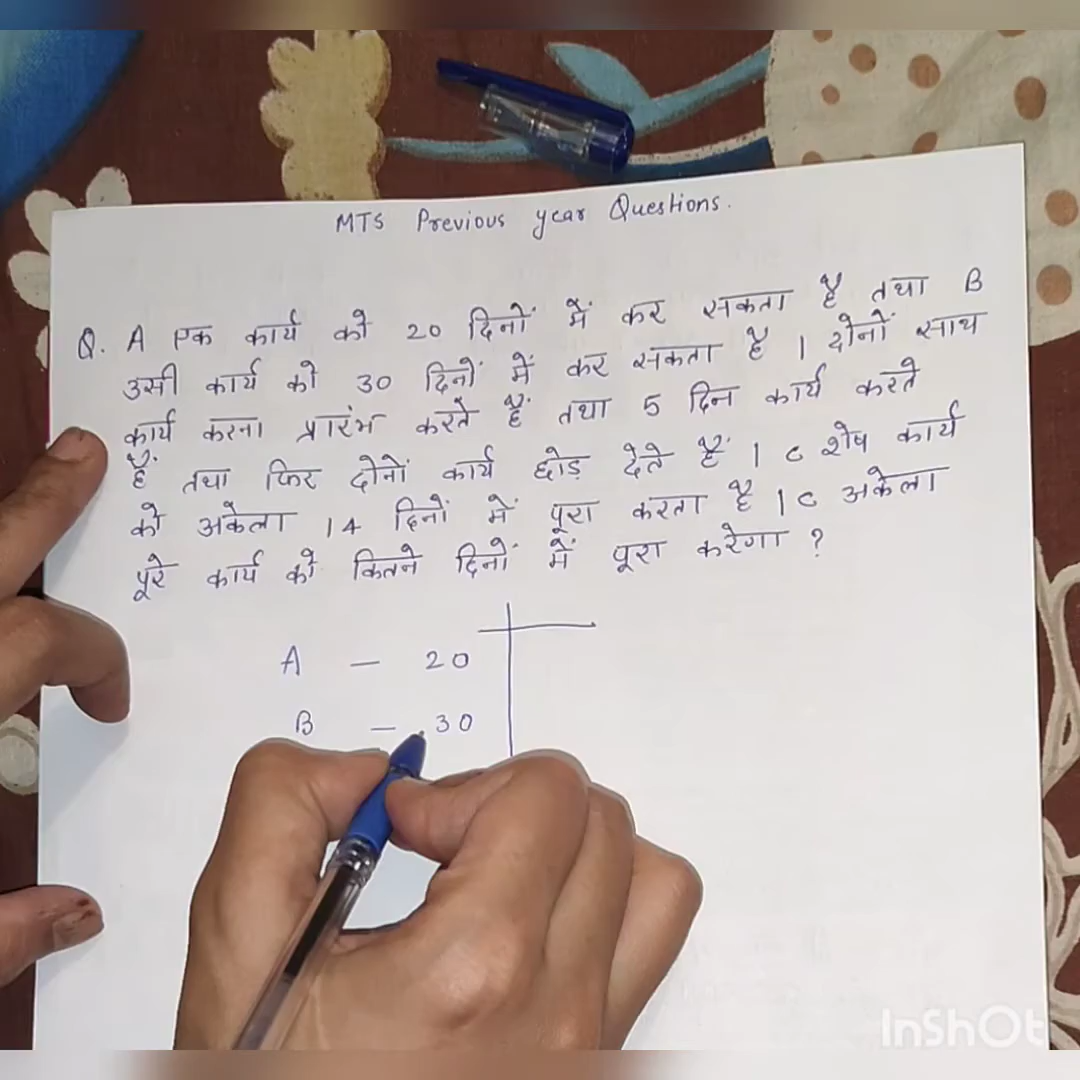 MTS Previous year Questions.
Q. A एक कार्य को 20 दिनों में कर सकता है तथा B
उसी कार्य को 30 दिनों में कर सकता है । दोनों साथ
कार्य करना प्रारंभ करते हैं तथा 5 दिन कार्य करते
हैं तथा फिर दोनों कार्य छोड़ देते हैं । C शेष कार्य
को अकेला 14 दिनों में पूरा करता है । C अकेला
पूरे कार्य को कितने दिनों में पूरा करेगा ?
A — 20
B — 30
InShOt